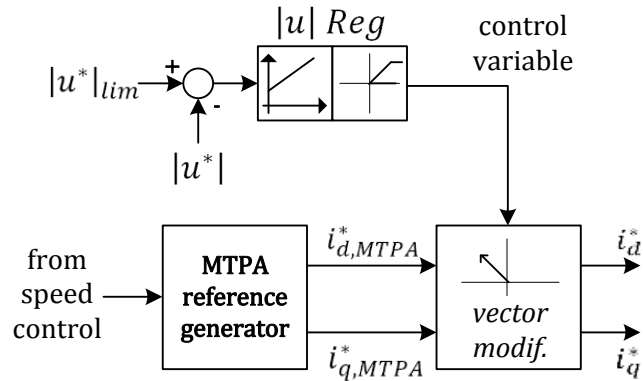 |u| Reg
control
variable
|u*|lim
+
-
|u*|
from
speed
control
MTPA
reference
generator
i*d,MTPA
i*q,MTPA
vector
modif.
i*d
i*q